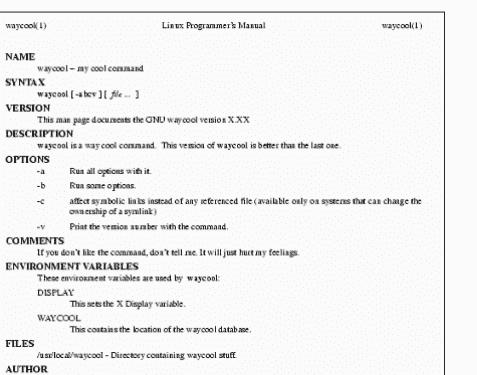 waycool(1) Linux Programmer's Manual waycool(1)
NAME
waycool – my cool command
SYNTAX
waycool [ -abcv ] [ file ... ]
VERSION
This man page documents the GNU waycool version X.XX
DESCRIPTION
waycool is a way cool command. This version of waycool is better than the last one.
OPTIONS
-a Run all options with it.
-b Run some options.
-c affect symbolic links instead of any referenced file (available only on systems that can change the
ownership of a symlink)
-v Print the version number with the command.
COMMENTS
If you don't like the command, don't tell me. It will just hurt my feelings.
ENVIRONMENT VARIABLES
These environment variables are used by waycool:
DISPLAY
This sets the X Display variable.
WAYCOOL
This contains the location of the waycool database.
FILES
/usr/local/waycool - Directory containing waycool stuff.
AUTHOR